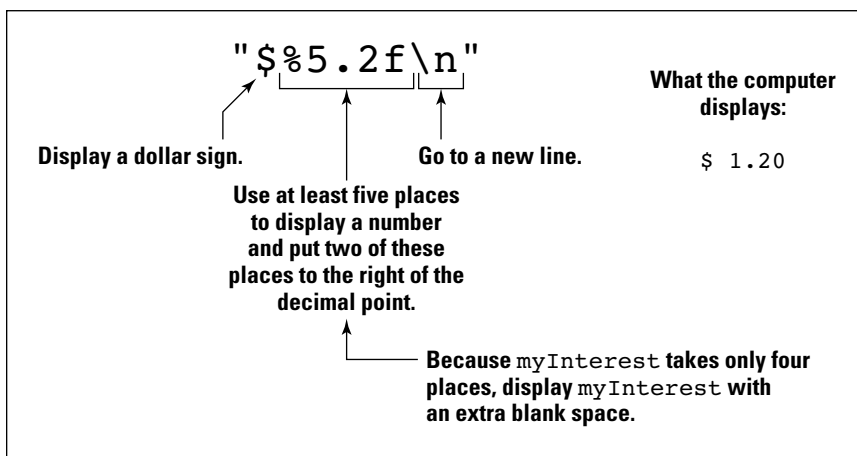 "$%5.2f\n"
What the computer
displays:
Display a dollar sign.
Go to a new line.
$ 1.20
Use at least five places
to display a number
and put two of these
places to the right of the
decimal point.
Because myInterest takes only four
places, display myInterest with
an extra blank space.